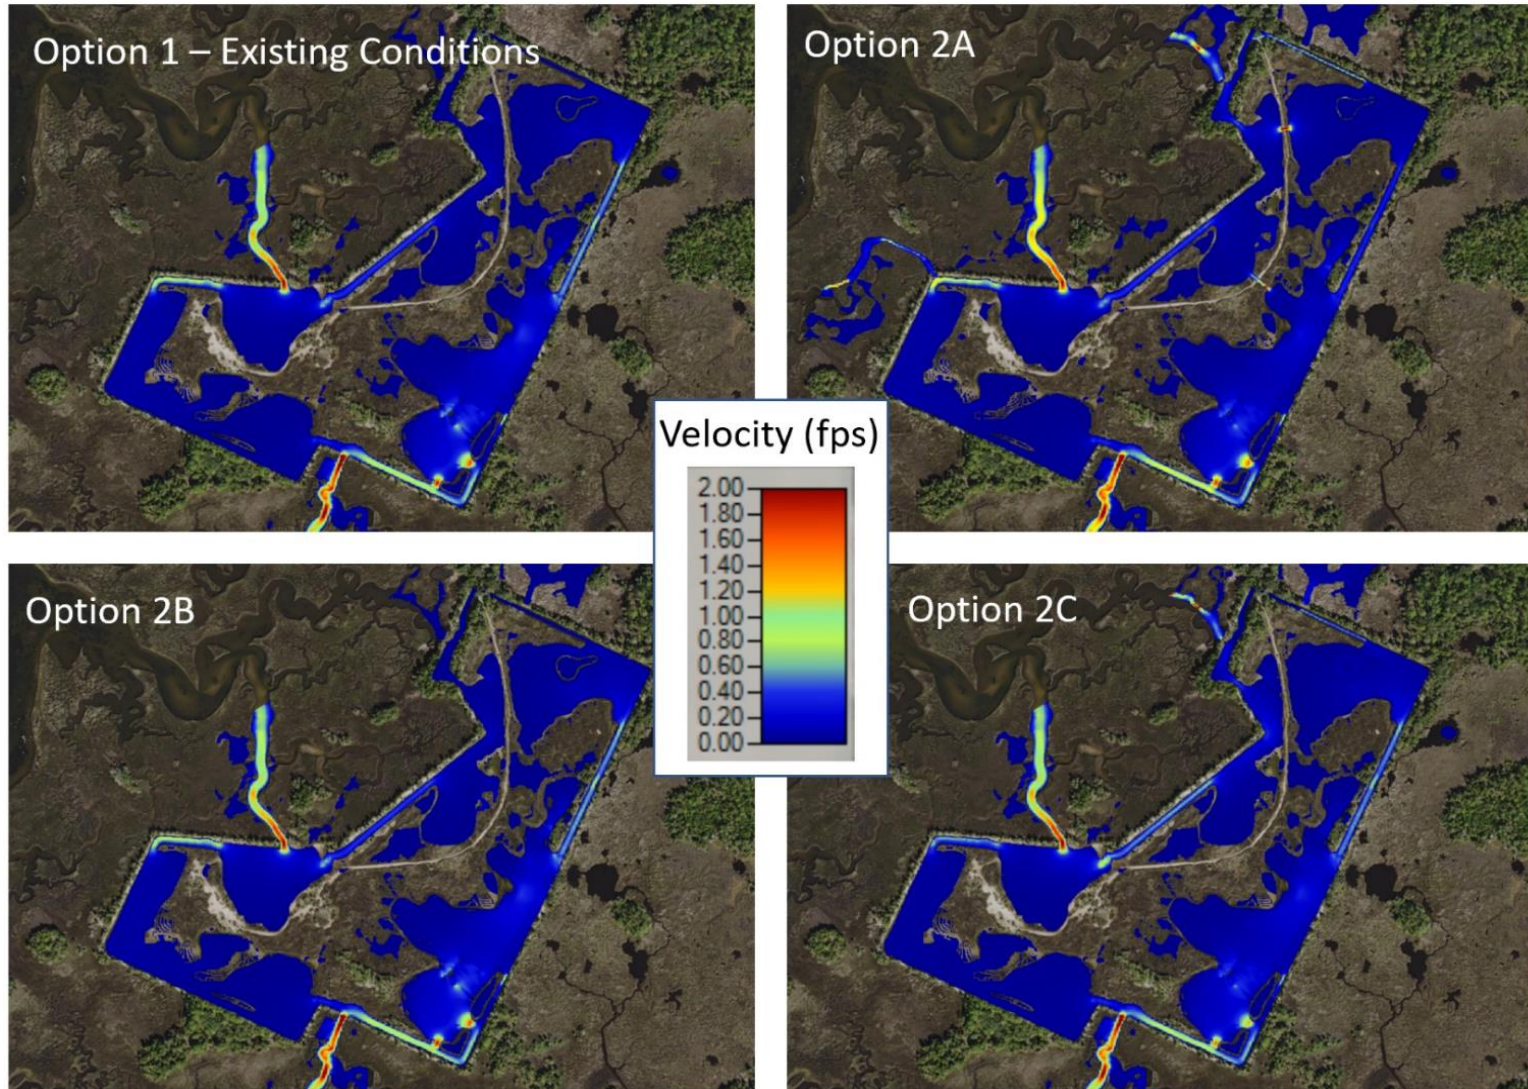 Option 1 – Existing Conditions
Option 2A
Velocity (fps)
2.00
1.80
1.60
1.40
1.20
1.00
0.80
0.60
0.40
0.20
0.00
Option 2B
Option 2C